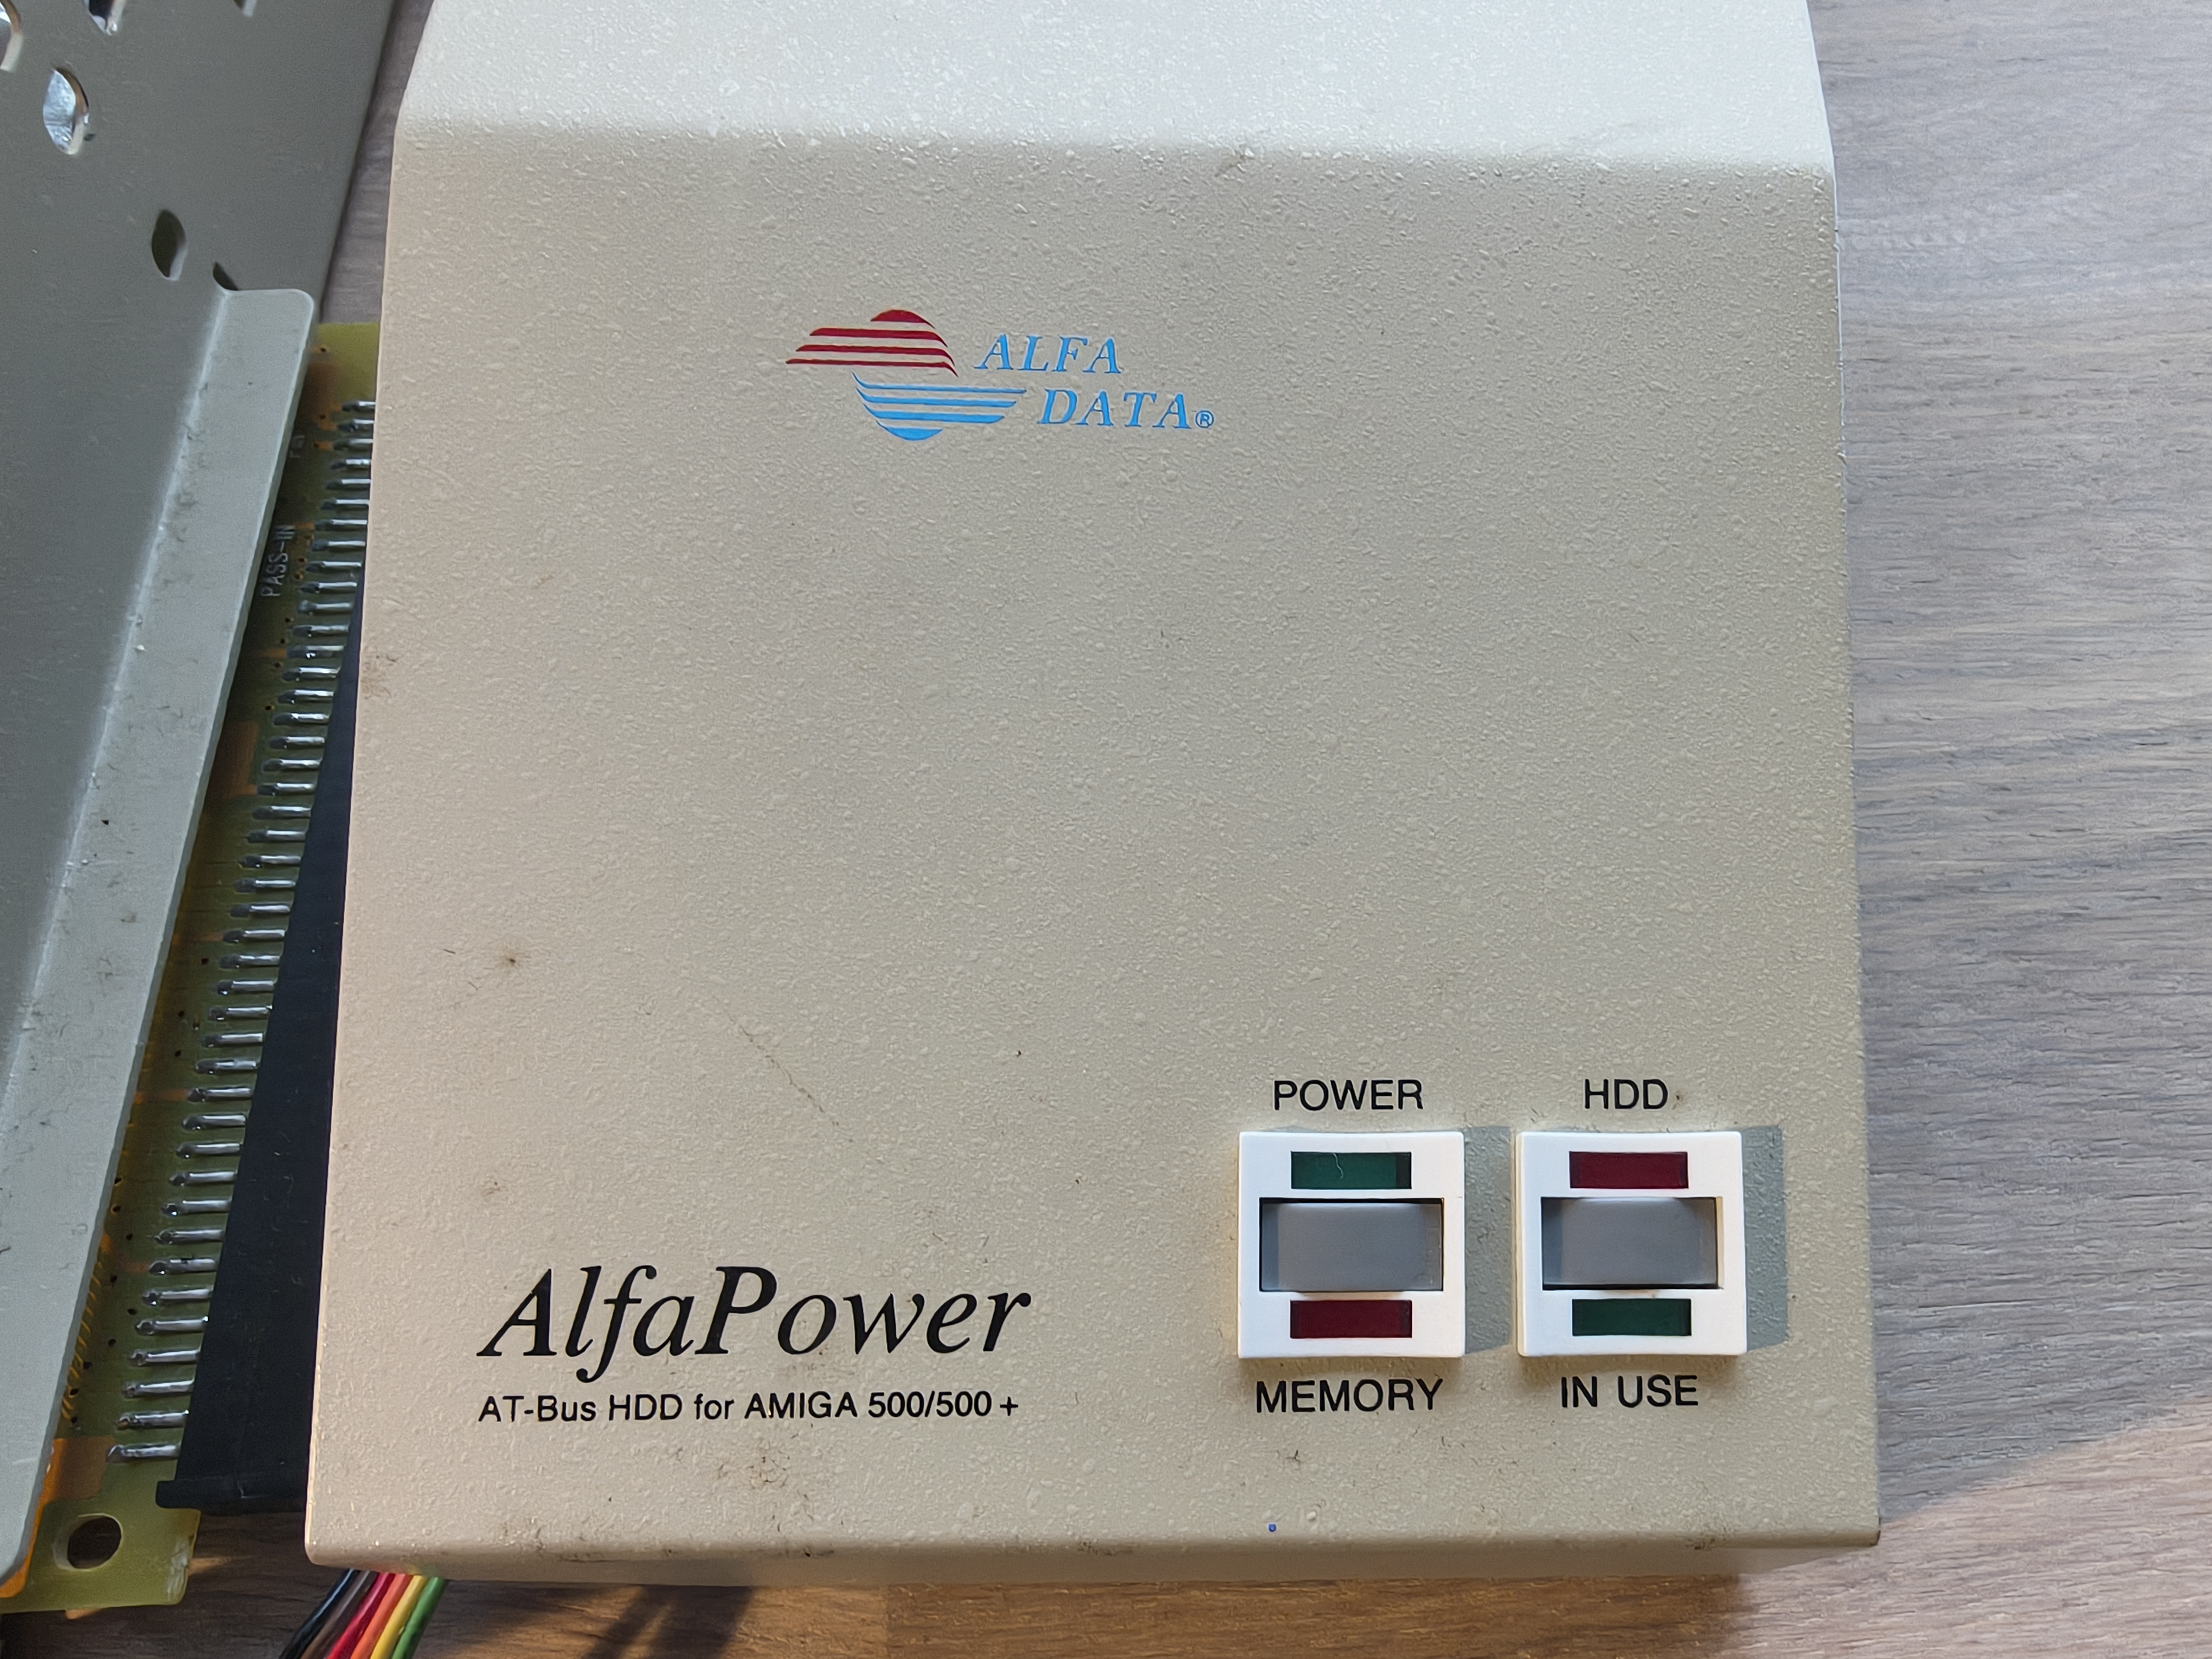 ALFA
DATA®
PASS-IN
POWER
HDD
AlfaPower
AT-Bus HDD for AMIGA 500/500+
MEMORY
IN USE